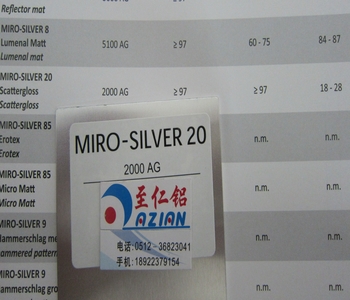 Reflector mat
MIRO-SILVER 8
Lumenal Matt
Lumenal mat
5100 AG
≥ 97
60 - 75
84 - 87
MIRO-SILVER 20
Scattergloss
Scattergloss
2000 AG
≥ 97
≥ 97
18 - 28
MIRO-SILVER 85
Erotex
Erotex
n.m.
n.m.
MIRO-SILVER 85
Micro Matt
Micro Matt
n.m.
n.m.
MIRO-SILVER 9
n.m.
n.m.
MIRO-SILVER 9
n.m.
n.m.
MIRO-SILVER 20
2000 AG
至仁铝
AZIAN
电话:0512-36823041
手机:18922379154